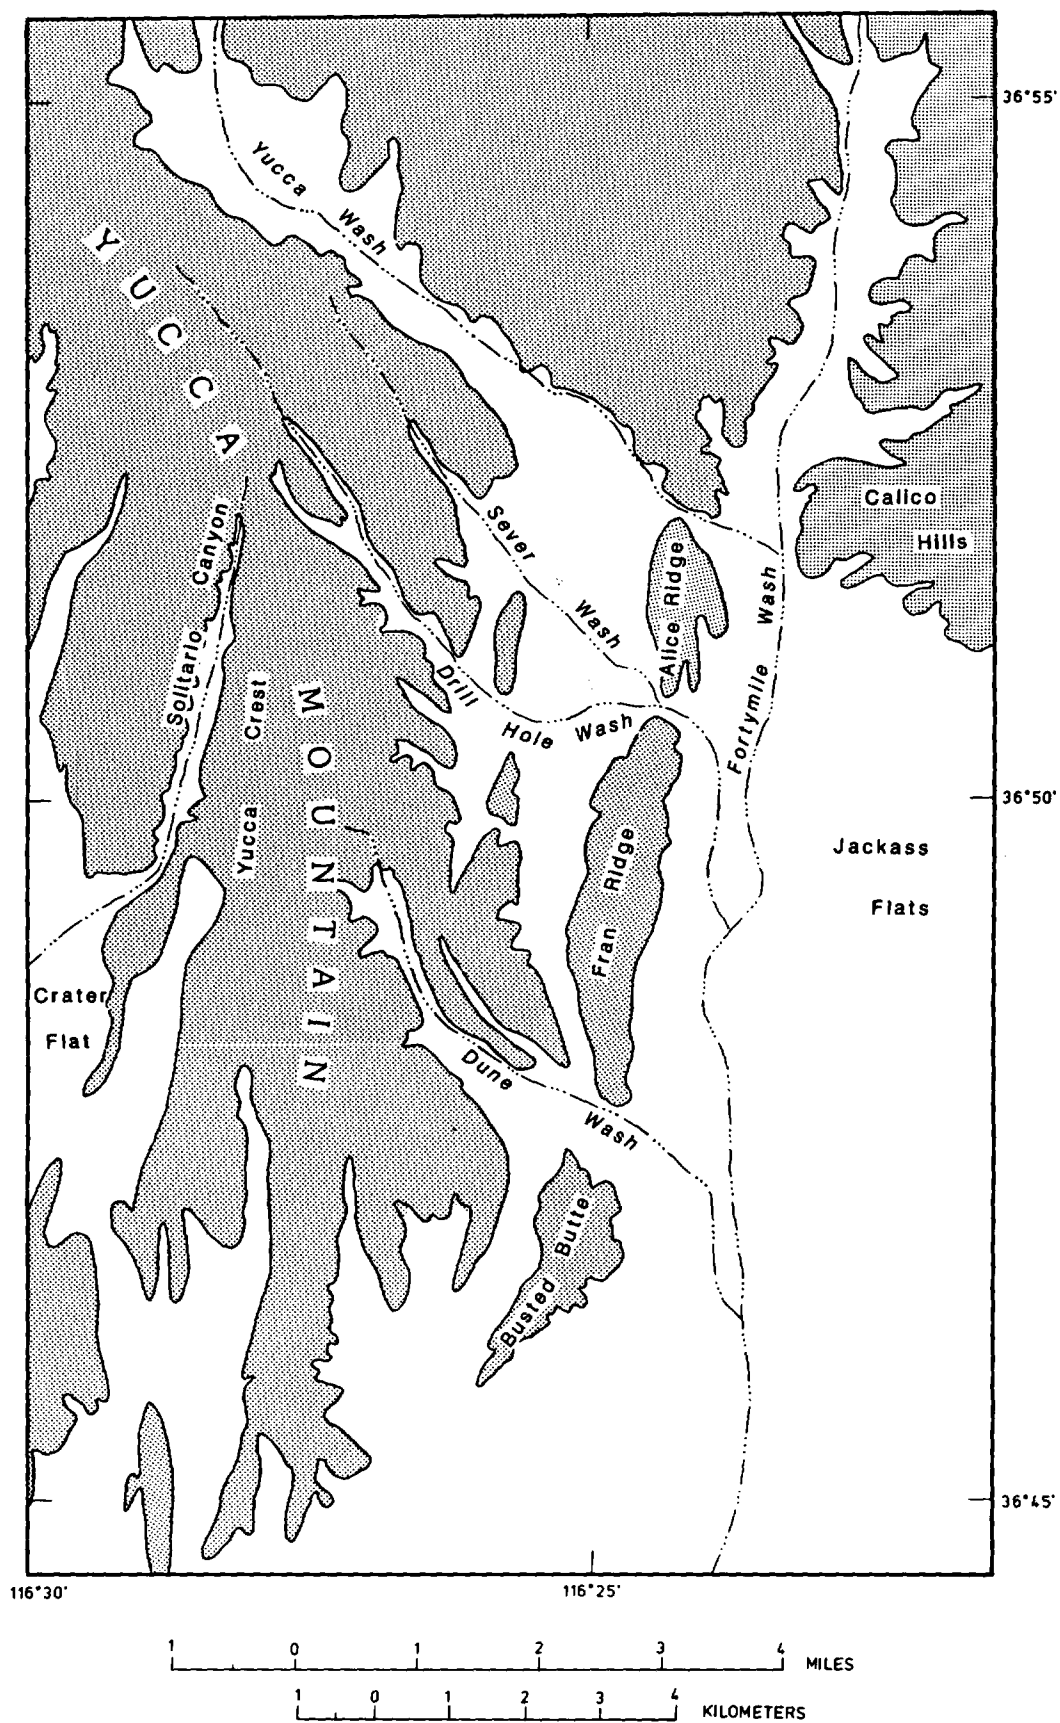 36°55'
Yucca
Wash
YUCCA
Calico
Hills
Solitario Canyon
Sever
Wash
Alice Ridge
Fortymile Wash
Yucca Crest
MOUNTAIN
Drill
Hole Wash
36°50'
Jackass
Flats
Fran Ridge
Crater
Flat
Dune
Wash
Busted Butte
36°45'
116°30'
116°25'
1 0 1 2 3 4 MILES
1 0 1 2 3 4 KILOMETERS